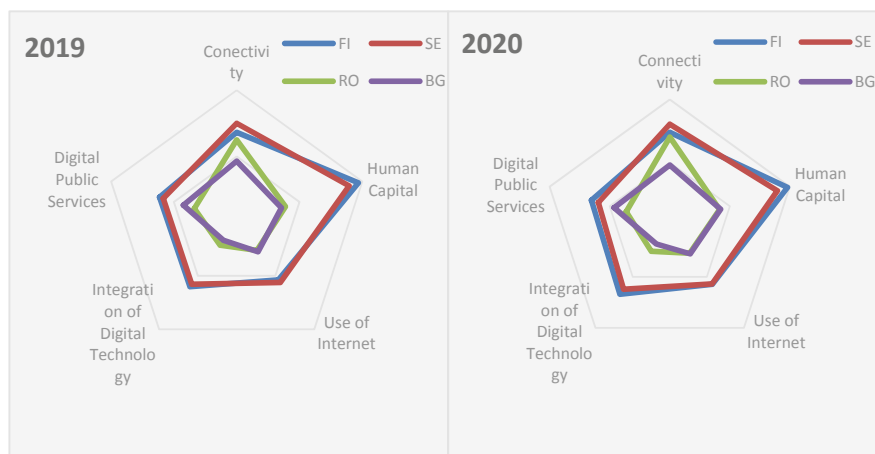 2019
FI
SE
RO
BG
Conectivi
ty
Human
Capital
Use of
Internet
Integrati
on of
Digital
Technolo
gy
Digital
Public
Services
2020
FI
SE
RO
BG
Connecti
vity
Human
Capital
Use of
Internet
Integrati
on of
Digital
Technolo
gy
Digital
Public
Services